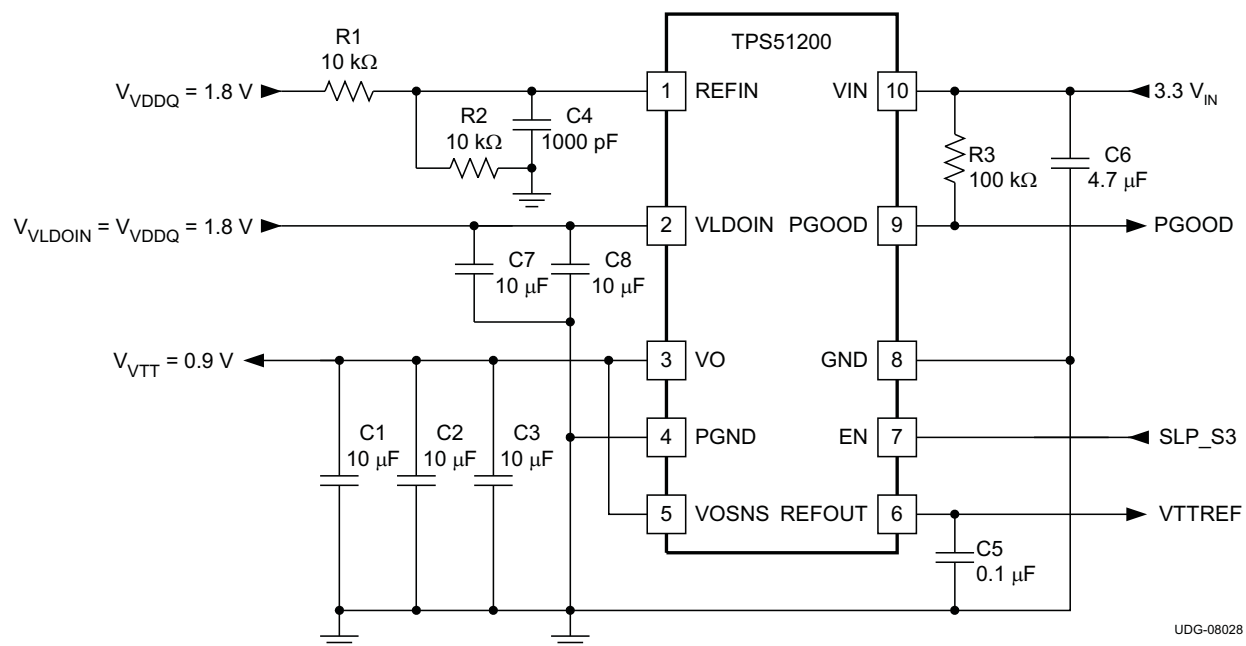 TPS51200
R1
10 kΩ
V_VDDQ = 1.8 V
1 REFIN
VIN 10
3.3 V_IN
R2
10 kΩ
C4
1000 pF
R3
100 kΩ
C6
4.7 μF
V_VLDOIN = V_VDDQ = 1.8 V
2 VLDOIN
PGOOD 9
PGOOD
C7
10 μF
C8
10 μF
V_VTT = 0.9 V
3 VO
GND 8
C1
10 μF
C2
10 μF
C3
10 μF
4 PGND
EN 7
SLP_S3
5 VOSNS
REFOUT 6
VTTREF
C5
0.1 μF
UDG-08028